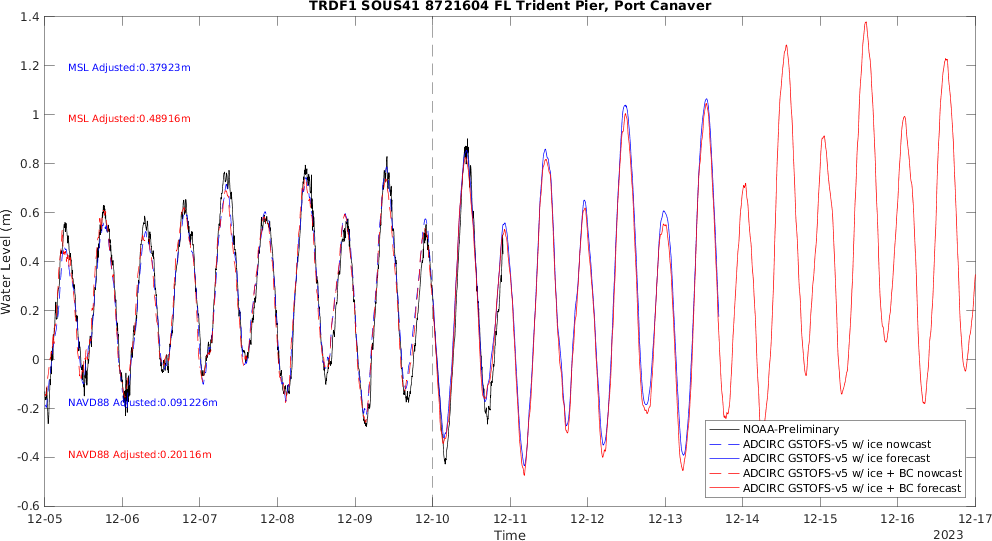 TRDF1 SOUS41 8721604 FL Trident Pier, Port Canaver
1.4
1.2
1
0.8
0.6
0.4
0.2
0
-0.2
-0.4
-0.6
Water Level (m)
MSL Adjusted:0.37923m
MSL Adjusted:0.48916m
NAVD88 Adjusted:0.091226m
NAVD88 Adjusted:0.20116m
NOAA-Preliminary
ADCIRC GSTOFS-v5 w/ ice nowcast
ADCIRC GSTOFS-v5 w/ ice forecast
ADCIRC GSTOFS-v5 w/ ice + BC nowcast
ADCIRC GSTOFS-v5 w/ ice + BC forecast
12-05 12-06 12-07 12-08 12-09 12-10 12-11 12-12 12-13 12-14 12-15 12-16 12-17
Time
2023